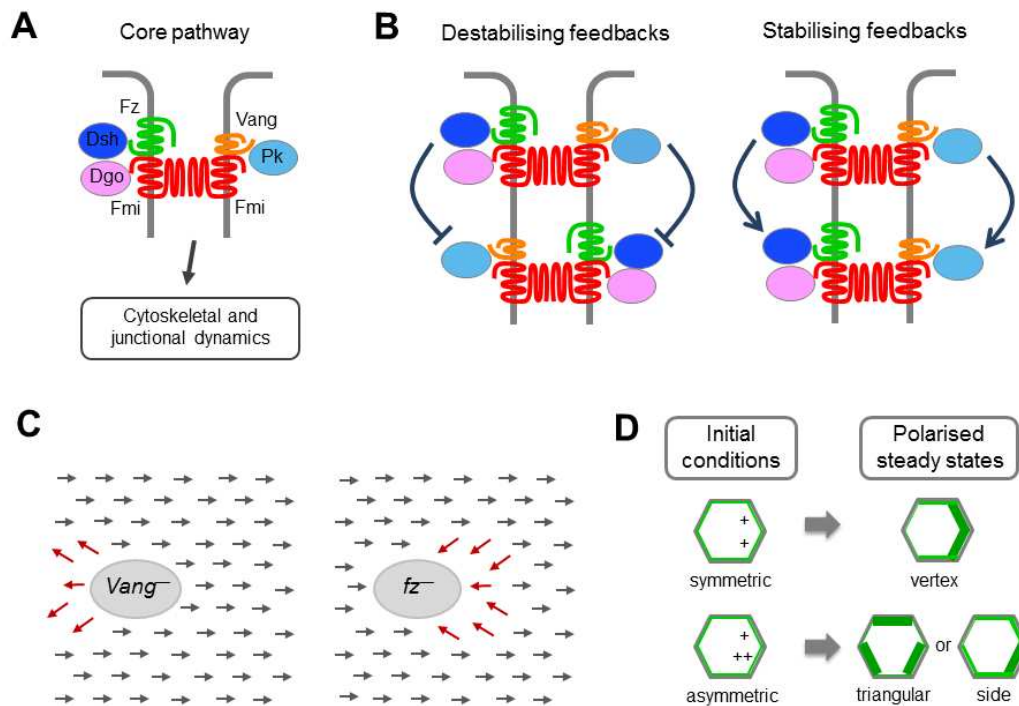 A
Core pathway
Fz
Vang
Dsh
Pk
Dgo
Fmi
Fmi
Cytoskeletal and
junctional dynamics
B
Destabilising feedbacks
Stabilising feedbacks
C
Vang—
fz—
D
Initial
conditions
Polarised
steady states
+
+
symmetric
vertex
+
++
or
asymmetric
triangular
side